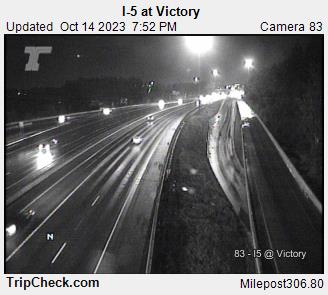 I-5 at Victory
Updated Oct 14 2023 7:52 PM Camera 83
T
N
83 - I5 @ Victory
TripCheck.com Milepost306.80